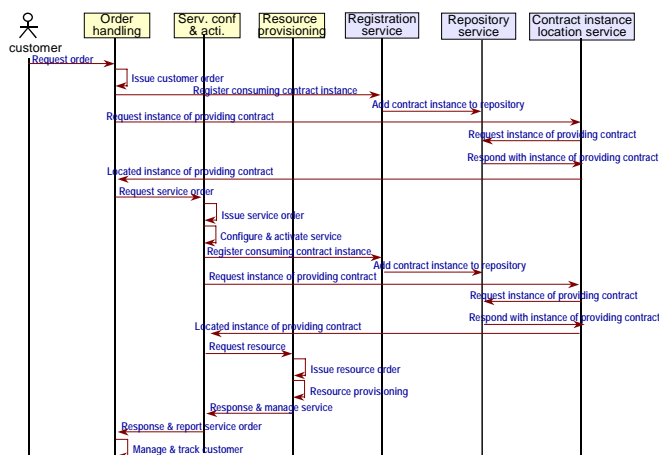 customer
Order
handling
Serv. conf
& acti.
Resource
provisioning
Registration
service
Repository
service
Contract instance
location service
Request order
Issue customer order
Register consuming contract instance
Add contract instance to repository
Request instance of providing contract
Request instance of providing contract
Respond with instance of providing contract
Located instance of providing contract
Request service order
Issue service order
Configure & activate service
Register consuming contract instance
Add contract instance to repository
Request instance of providing contract
Request instance of providing contract
Respond with instance of providing contract
Located instance of providing contract
Request resource
Issue resource order
Resource provisioning
Response & manage service
Response & report service order
Manage & track customer